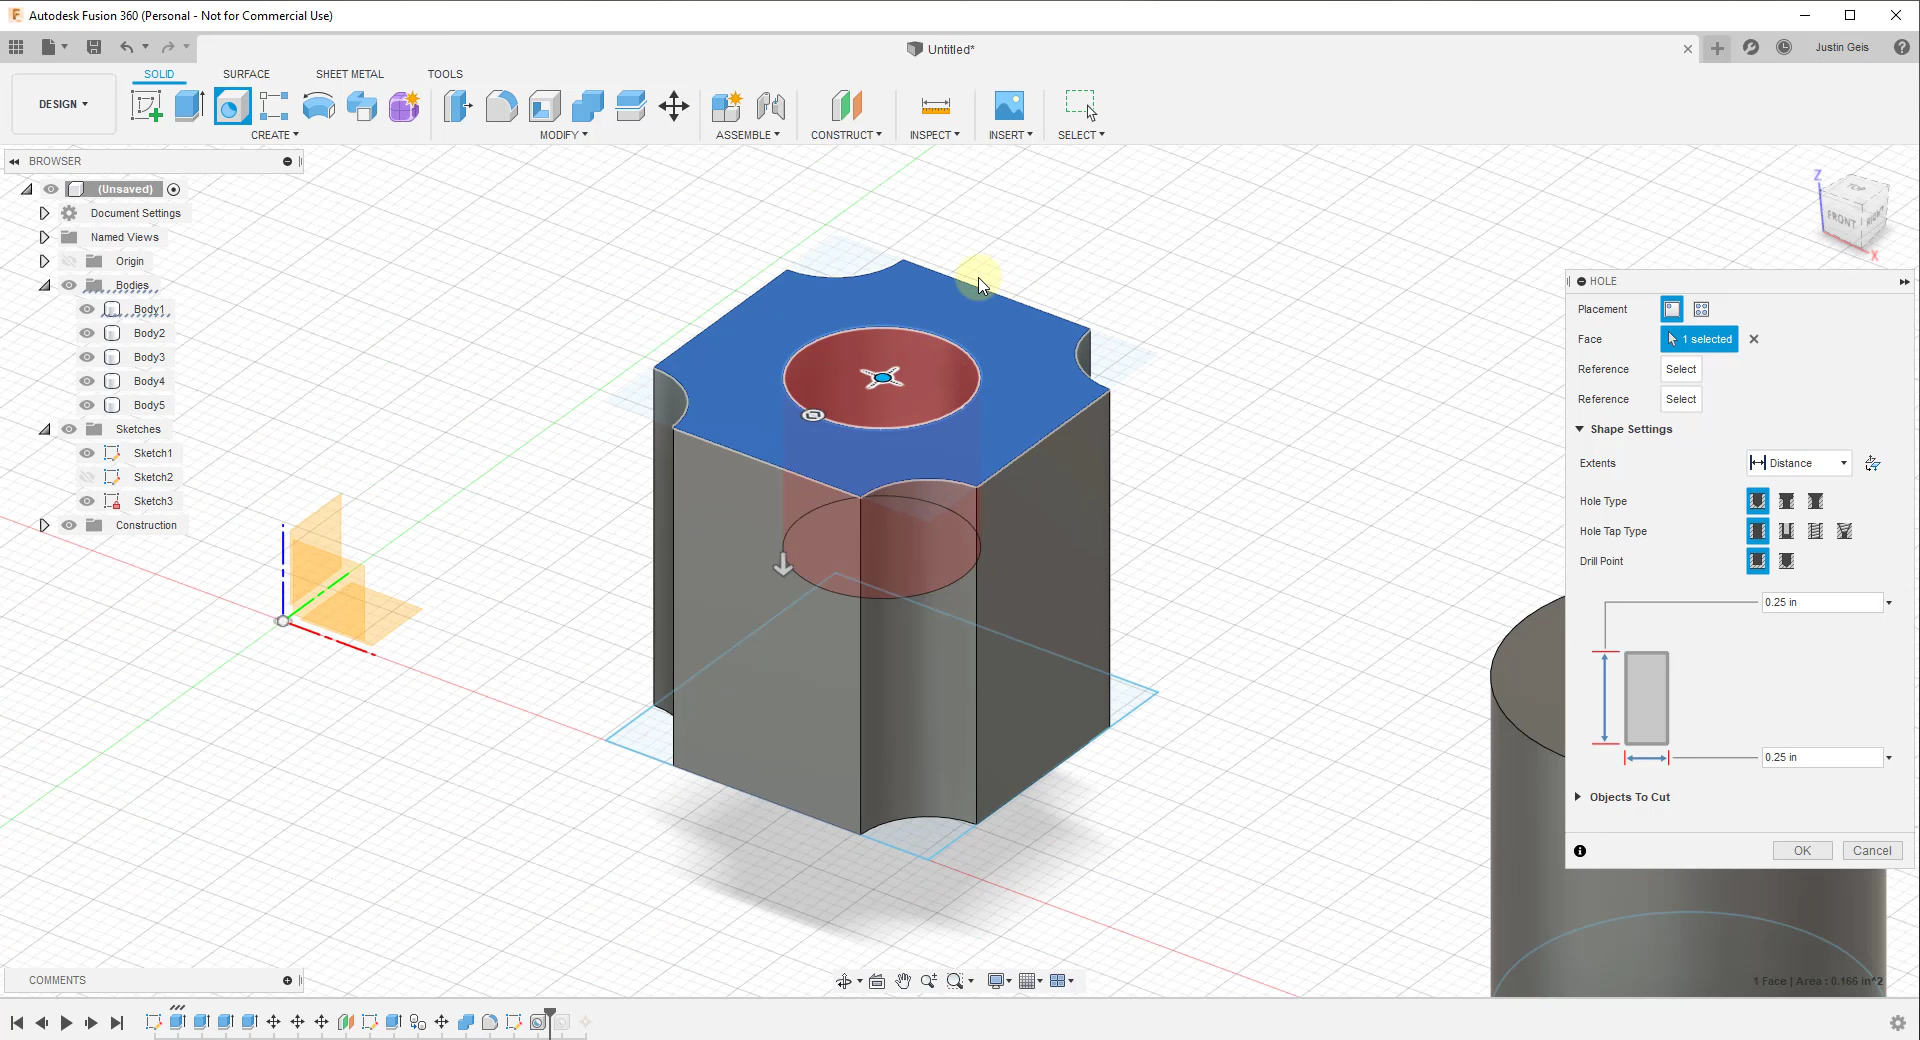 Autodesk Fusion 360 (Personal - Not for Commercial Use)
Untitled*
Justin Geis
DESIGN
SOLID
SURFACE
SHEET METAL
TOOLS
CREATE
MODIFY
ASSEMBLE
CONSTRUCT
INSPECT
INSERT
SELECT
BROWSER
(Unsaved)
Document Settings
Named Views
Origin
Bodies
Body1
Body2
Body3
Body4
Body5
Sketches
Sketch1
Sketch2
Sketch3
Construction
Z
TOP
FRONT
RIGHT
X
HOLE
Placement
Face
1 selected
Reference
Select
Reference
Select
Shape Settings
Extents
Distance
Hole Type
Hole Tap Type
Drill Point
0.25 in
0.25 in
Objects To Cut
OK
Cancel
1 Face | Area : 0.166 in^2
COMMENTS